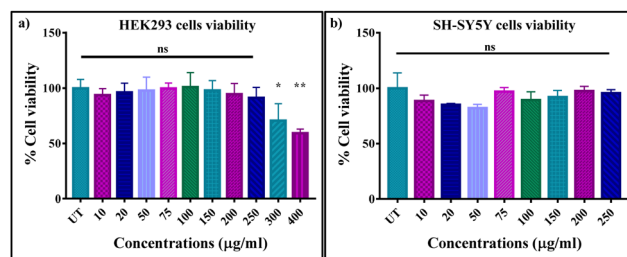 a)
HEK293 cells viability
ns
* **
% Cell viability
150
100
50
0
UT 10 20 50 75 100 150 200 250 300 400
Concentrations (µg/ml)
b)
SH-SY5Y cells viability
ns
% Cell viability
150
100
50
0
UT 10 20 50 75 100 150 200 250
Concentrations (µg/ml)